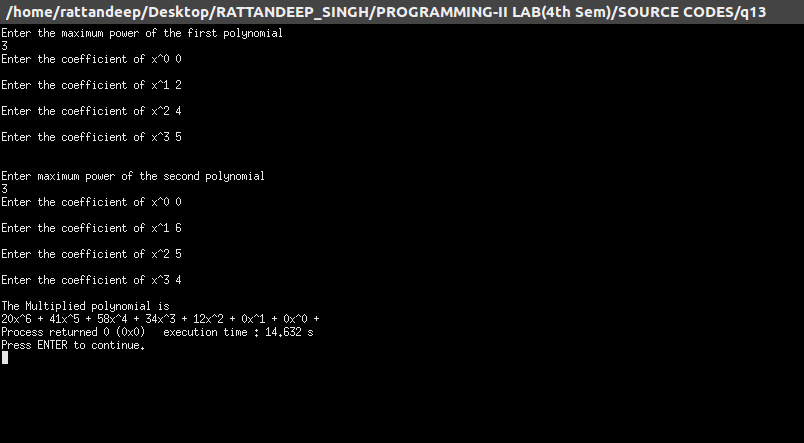 /home/rattandeep/Desktop/RATTANDEEP_SINGH/PROGRAMMING-II LAB(4th Sem)/SOURCE CODES/q13
Enter the maximum power of the first polynomial
3
Enter the coefficient of x^0 0
Enter the coefficient of x^1 2
Enter the coefficient of x^2 4
Enter the coefficient of x^3 5
Enter maximum power of the second polynomial
3
Enter the coefficient of x^0 0
Enter the coefficient of x^1 6
Enter the coefficient of x^2 5
Enter the coefficient of x^3 4
The Multiplied polynomial is
20x^6 + 41x^5 + 58x^4 + 34x^3 + 12x^2 + 0x^1 + 0x^0 +
Process returned 0 (0x0)   execution time : 14.632 s
Press ENTER to continue.